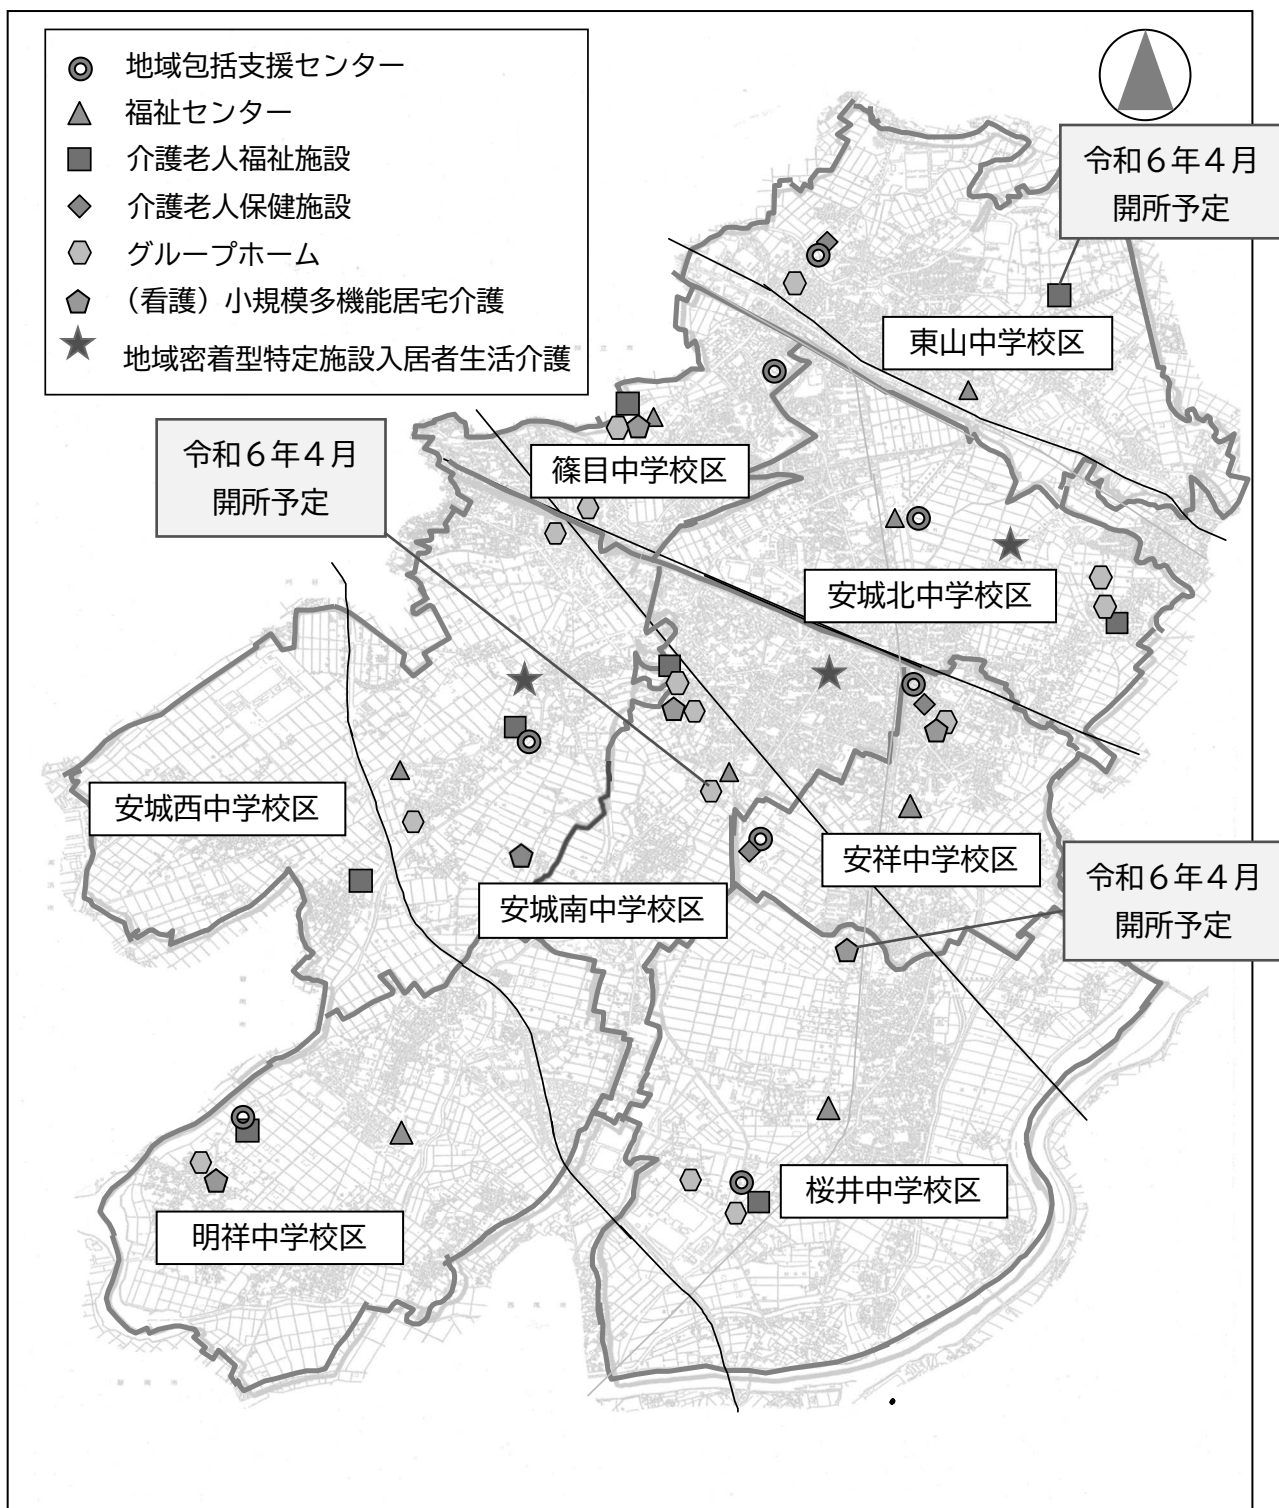 地域包括支援センター
福祉センター
介護老人福祉施設
介護老人保健施設
グループホーム
（看護）小規模多機能居宅介護
地域密着型特定施設入居者生活介護
令和６年４月
開所予定
東山中学校区
令和６年４月
開所予定
篠目中学校区
安城北中学校区
安城西中学校区
安祥中学校区
令和６年４月
開所予定
安城南中学校区
桜井中学校区
明祥中学校区